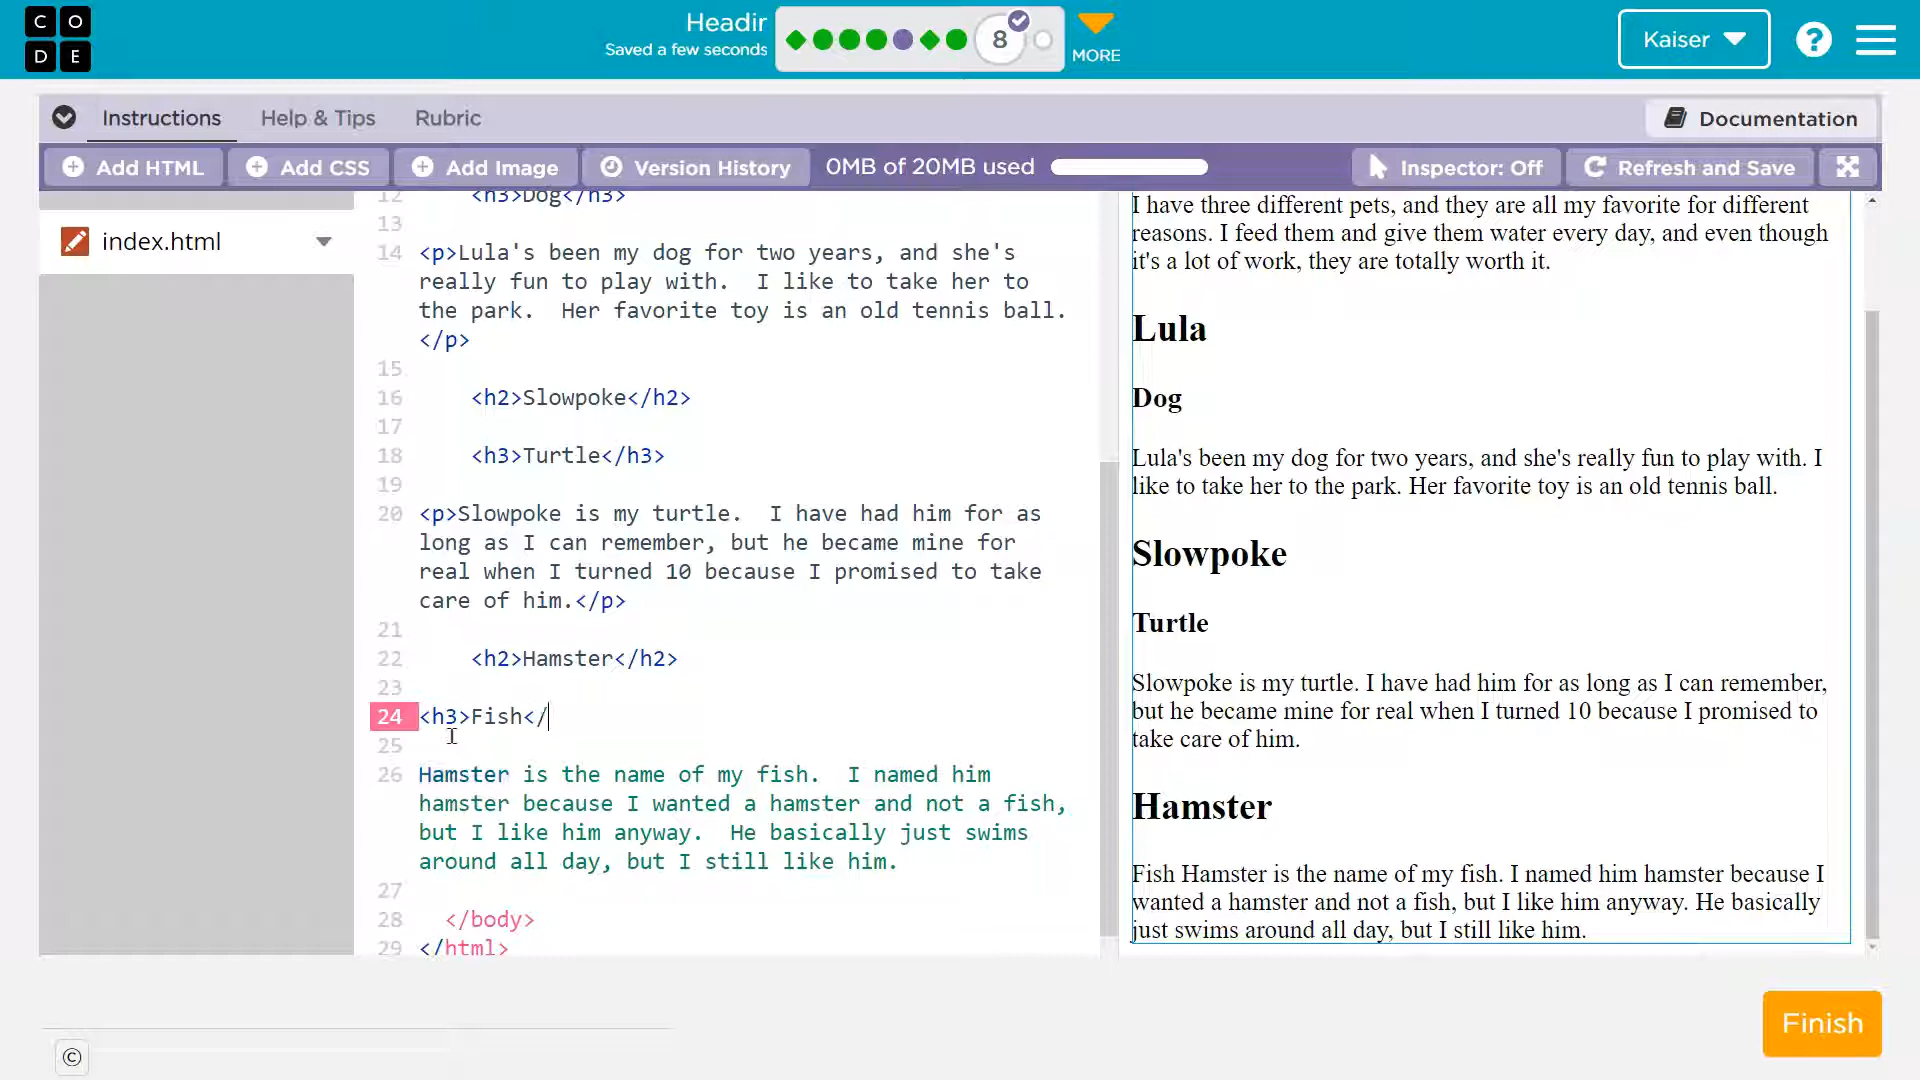 CODE
Headir
Saved a few seconds
8
MORE
Kaiser
?
Instructions
Help & Tips
Rubric
Documentation
Add HTML
Add CSS
Add Image
Version History
0MB of 20MB used
Inspector: Off
Refresh and Save
index.html
12 <h3>Dog</h3>
13
14 <p>Lula's been my dog for two years, and she's
really fun to play with.  I like to take her to
the park.  Her favorite toy is an old tennis ball.
</p>
15
16 <h2>Slowpoke</h2>
17
18 <h3>Turtle</h3>
19
20 <p>Slowpoke is my turtle.  I have had him for as
long as I can remember, but he became mine for
real when I turned 10 because I promised to take
care of him.</p>
21
22 <h2>Hamster</h2>
23
24 <h3>Fish</
25
26 Hamster is the name of my fish.  I named him
hamster because I wanted a hamster and not a fish,
but I like him anyway.  He basically just swims
around all day, but I still like him.
27
28 </body>
29 </html>
I have three different pets, and they are all my favorite for different
reasons. I feed them and give them water every day, and even though
it's a lot of work, they are totally worth it.
Lula
Dog
Lula's been my dog for two years, and she's really fun to play with. I
like to take her to the park. Her favorite toy is an old tennis ball.
Slowpoke
Turtle
Slowpoke is my turtle. I have had him for as long as I can remember,
but he became mine for real when I turned 10 because I promised to
take care of him.
Hamster
Fish Hamster is the name of my fish. I named him hamster because I
wanted a hamster and not a fish, but I like him anyway. He basically
just swims around all day, but I still like him.
Finish
©